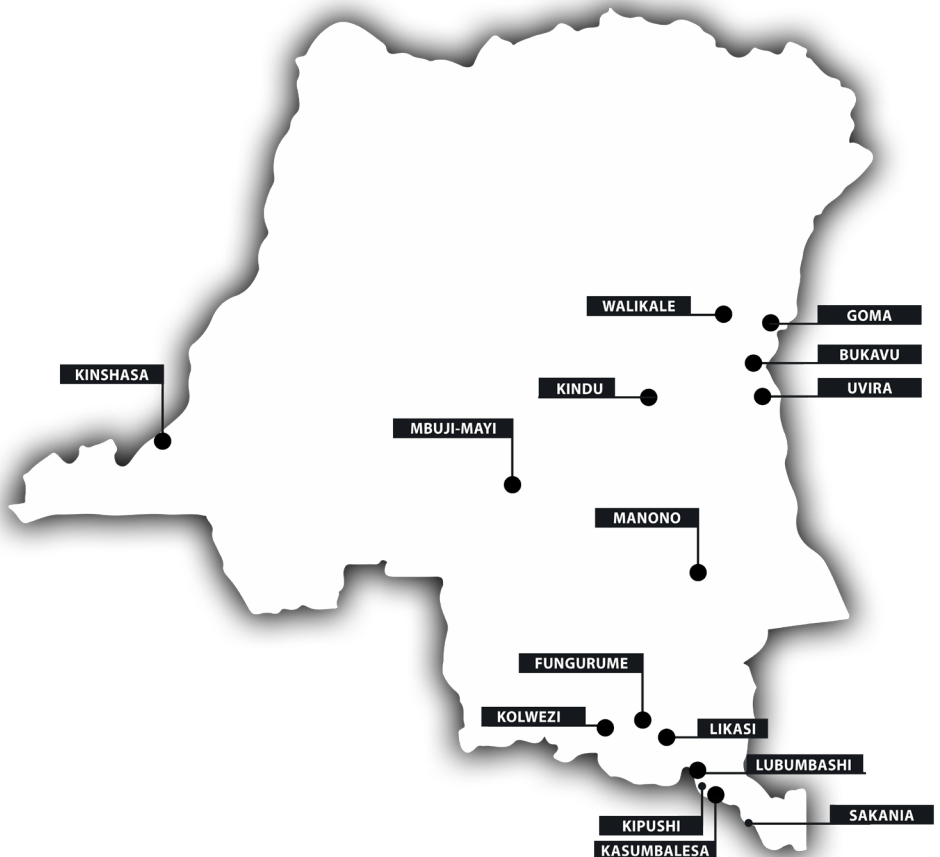 WALIKALE
GOMA
BUKAVU
KINSHASA
KINDU
UVIRA
MBUJI-MAYI
MANONO
FUNGURUME
KOLWEZI
LIKASI
LUBUMBASHI
SAKANIA
KIPUSHI
KASUMBALESA